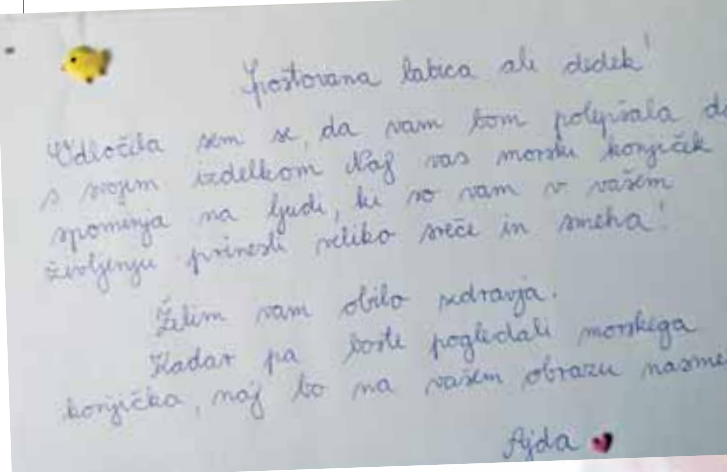 Spoštovana babica ali dedek!
Odločila sem se, da vam bom polepšala
s svojim izdelkom. Naj vas morski konjiček
spominja na ljudi, ki so vam v vašem
življenju prinesli veliko sreče in smeha!
Želim vam obilo zdravja.
Kadar pa boste pogledali morskega
konjička, naj bo na vašem obrazu
Ajda